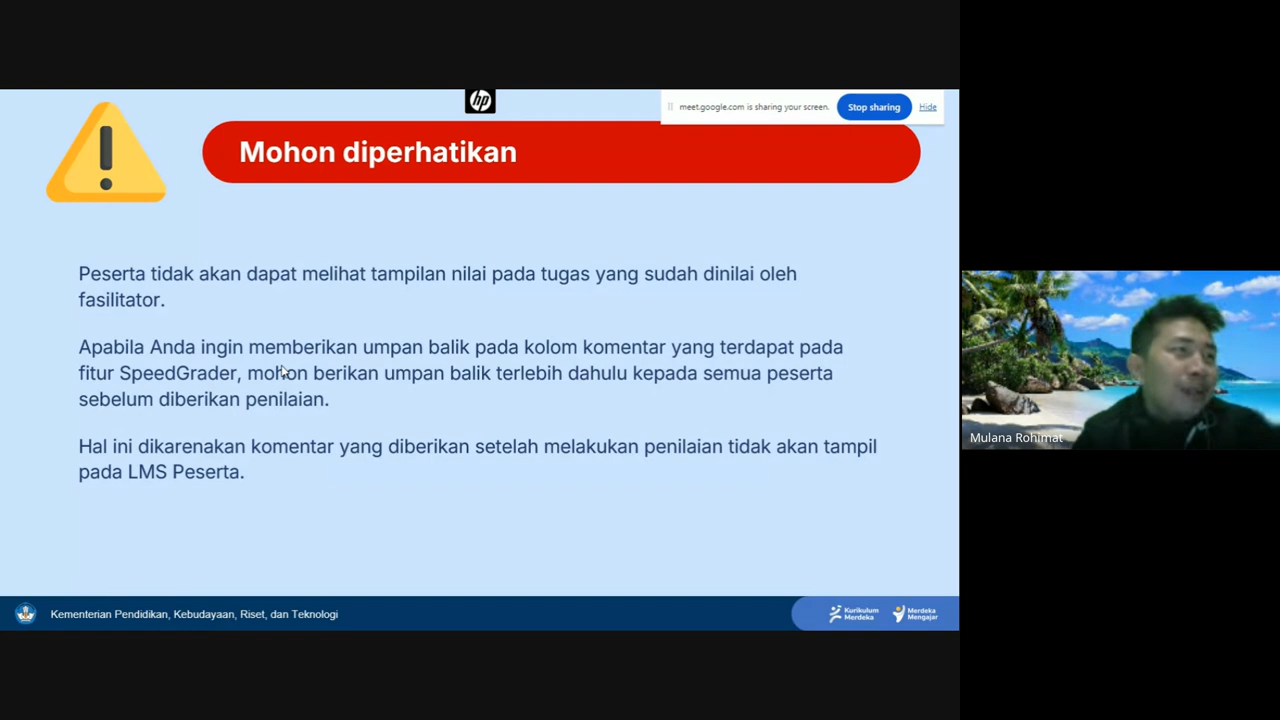 hp
meet.google.com is sharing your screen.
Stop sharing
Hide
Mohon diperhatikan
Peserta tidak akan dapat melihat tampilan nilai pada tugas yang sudah dinilai oleh
fasilitator.
Apabila Anda ingin memberikan umpan balik pada kolom komentar yang terdapat pada
fitur SpeedGrader, mohon berikan umpan balik terlebih dahulu kepada semua peserta
sebelum diberikan penilaian.
Hal ini dikarenakan komentar yang diberikan setelah melakukan penilaian tidak akan tampil
pada LMS Peserta.
Mulana Rohimat
Kementerian Pendidikan, Kebudayaan, Riset, dan Teknologi
Kurikulum
Merdeka
Merdeka
Mengajar